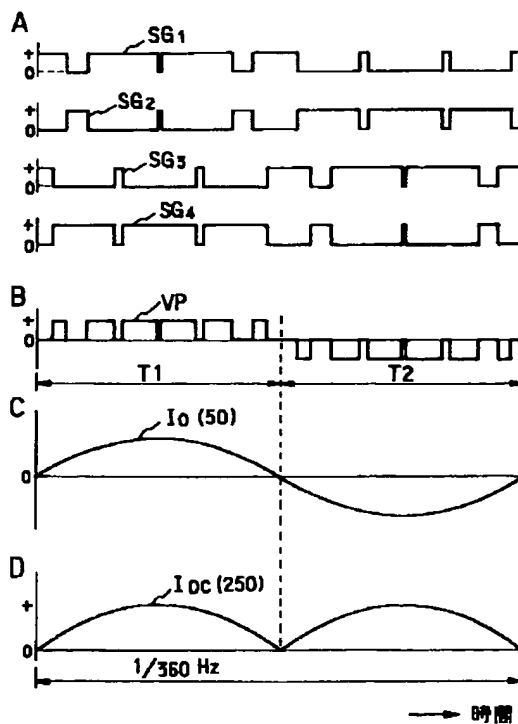 A
+
0
SG1
+
0
SG2
+
0
SG3
+
0
SG4
B
+
0
VP
T1
T2
C
Io (50)
0
D
IDC (250)
+
0
1/360 Hz
→ 時間